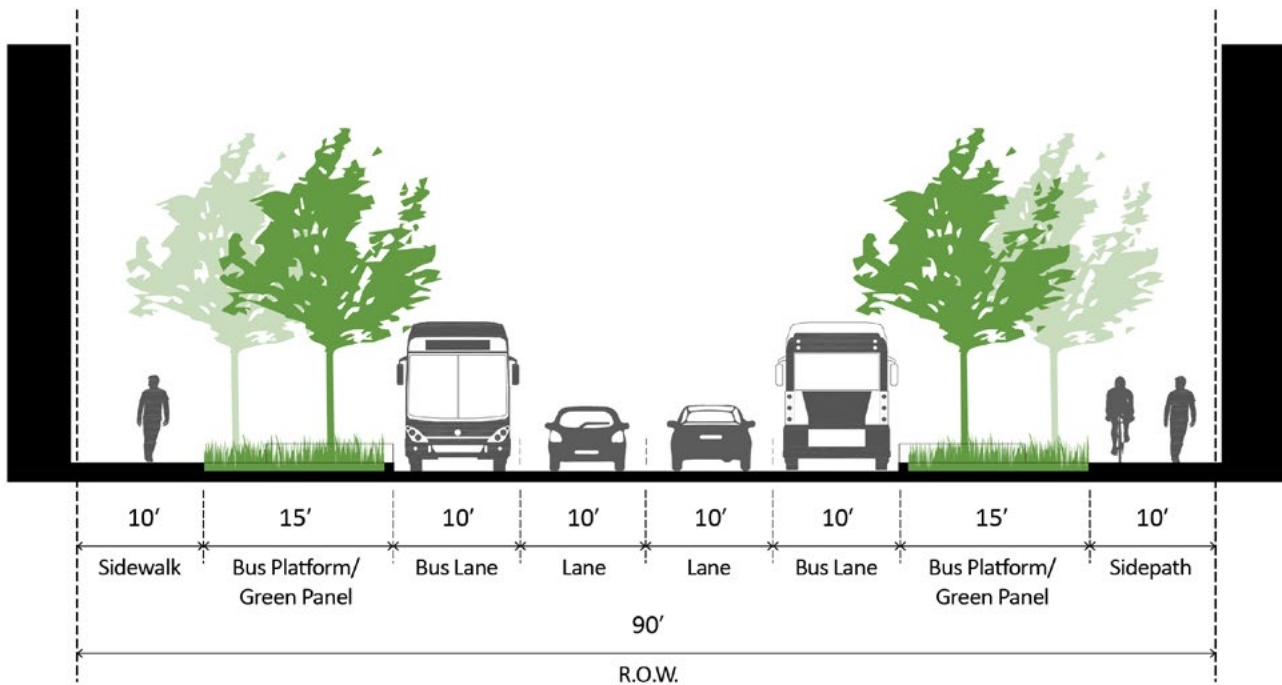 10′ 15′ 10′ 10′ 10′ 10′ 15′ 10′
Sidewalk Bus Platform/ Bus Lane Lane Lane Bus Lane Bus Platform/ Sidepath
Green Panel Green Panel
90′
R.O.W.